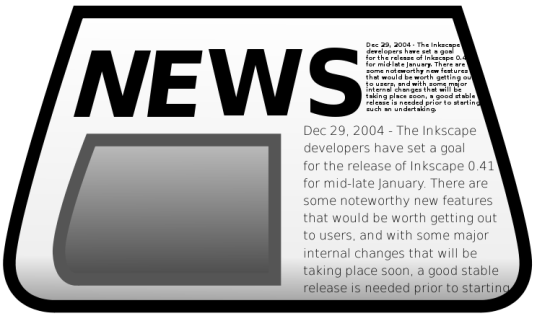 NEWS
Dec 29, 2004 - The Inkscape
developers have set a goal
for the release of Inkscape 0.4
for mid-late January. There are
some noteworthy new features
that would be worth getting ou
to users, and with some major
internal changes that will be
taking place soon, a good stable
release is needed prior to starting
such an undertaking.
Dec 29, 2004 - The Inkscape
developers have set a goal
for the release of Inkscape 0.41
for mid-late January. There are
some noteworthy new features
that would be worth getting out
to users, and with some major
internal changes that will be
taking place soon, a good stable
release is needed prior to starting